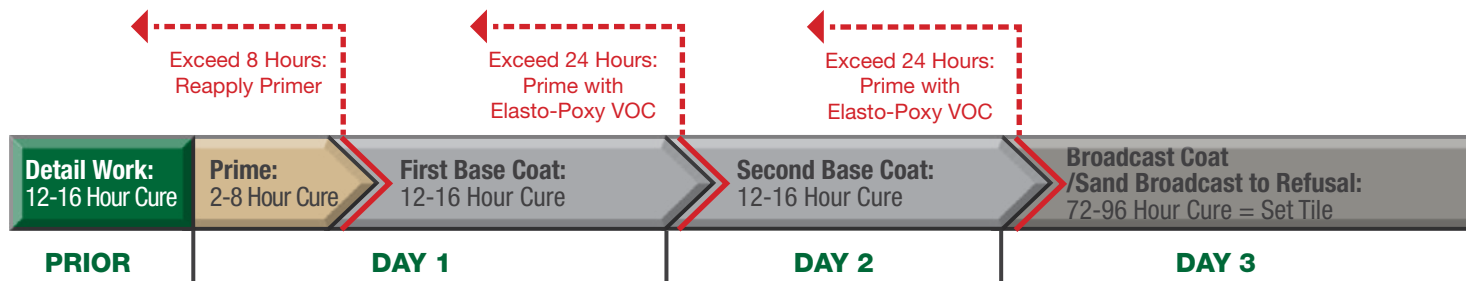 Exceed 8 Hours:
Reapply Primer
Exceed 24 Hours:
Prime with
Elasto-Poxy VOC
Exceed 24 Hours:
Prime with
Elasto-Poxy VOC
Detail Work:
12-16 Hour Cure
Prime:
2-8 Hour Cure
First Base Coat:
12-16 Hour Cure
Second Base Coat:
12-16 Hour Cure
Broadcast Coat
/Sand Broadcast to Refusal:
72-96 Hour Cure = Set Tile
PRIOR
DAY 1
DAY 2
DAY 3